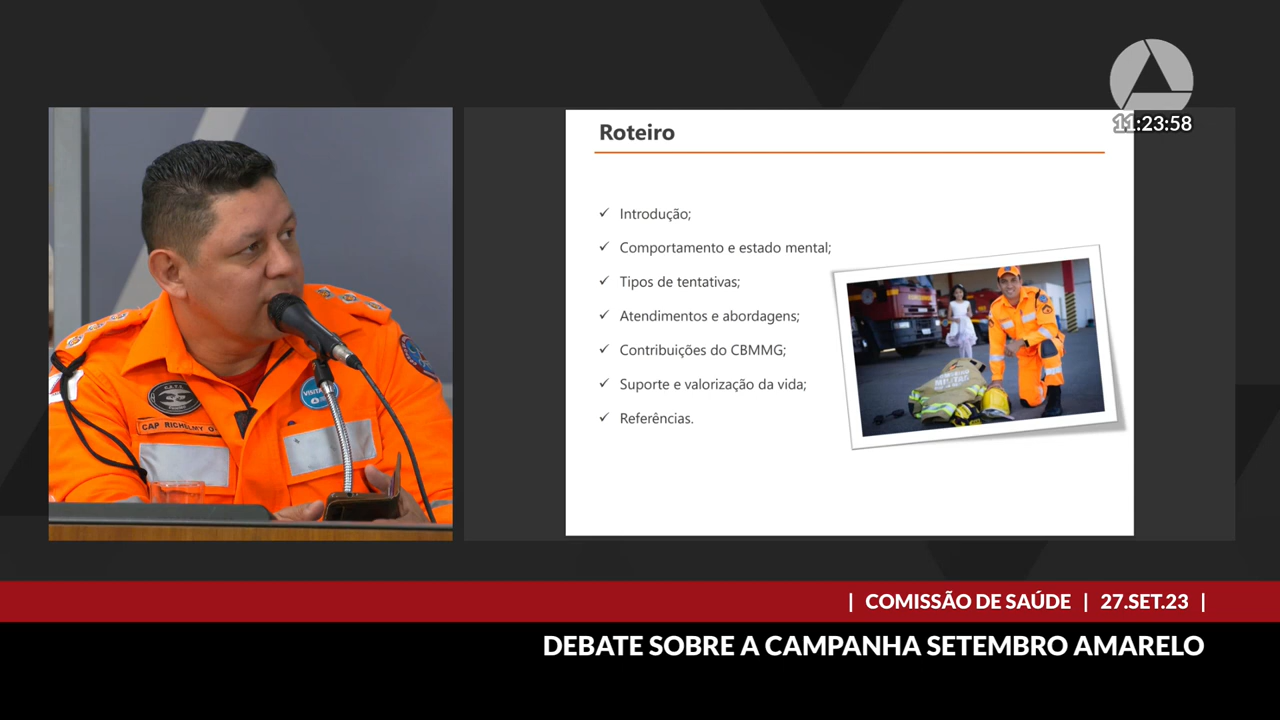 11:23:58
Roteiro
✓ Introdução;
✓ Comportamento e estado mental;
✓ Tipos de tentativas;
✓ Atendimentos e abordagens;
✓ Contribuições do CBMMG;
✓ Suporte e valorização da vida;
✓ Referências.
CAP RICHELMY O+
| COMISSÃO DE SAÚDE | 27.SET.23 |
DEBATE SOBRE A CAMPANHA SETEMBRO AMARELO